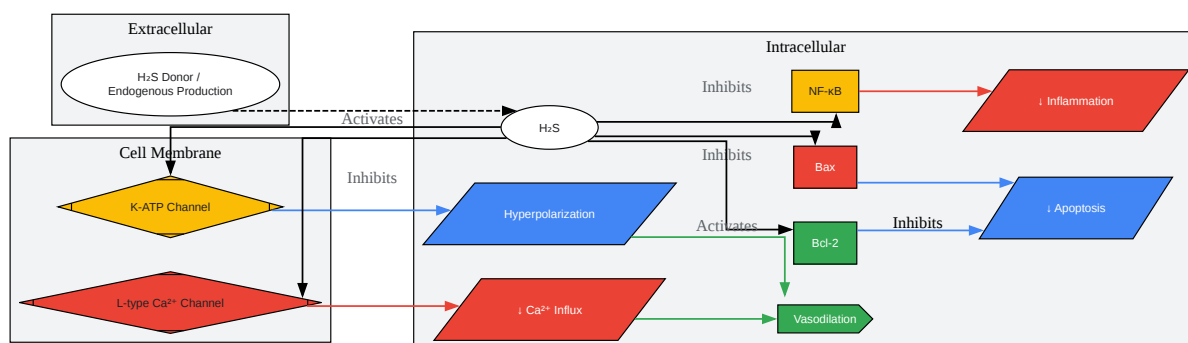 Extracellular
H₂S Donor /
Endogenous Production
Intracellular
Inhibits
NF-κB
↓ Inflammation
Activates
H₂S
Cell Membrane
Inhibits
Bax
Inhibits
K-ATP Channel
Hyperpolarization
↓ Apoptosis
Activates
Bcl-2
Inhibits
L-type Ca²⁺ Channel
↓ Ca²⁺ Influx
Vasodilation